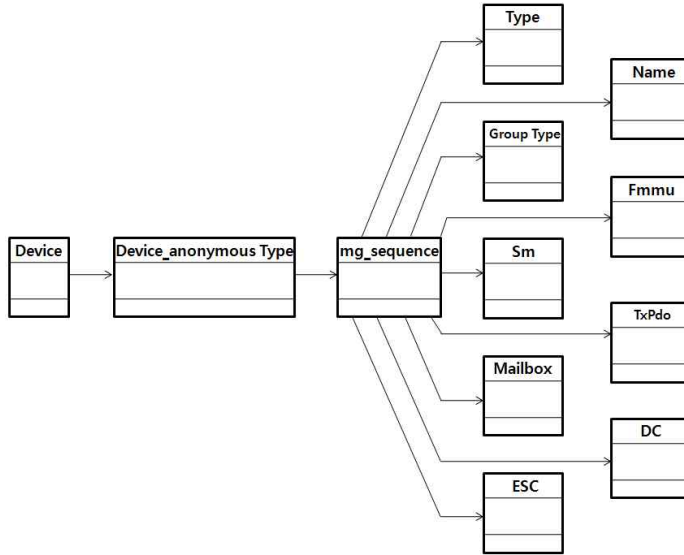 Type
Name
Group Type
Fmmu
Device
Device_anonymous Type
mg_sequence
Sm
TxPdo
Mailbox
DC
ESC